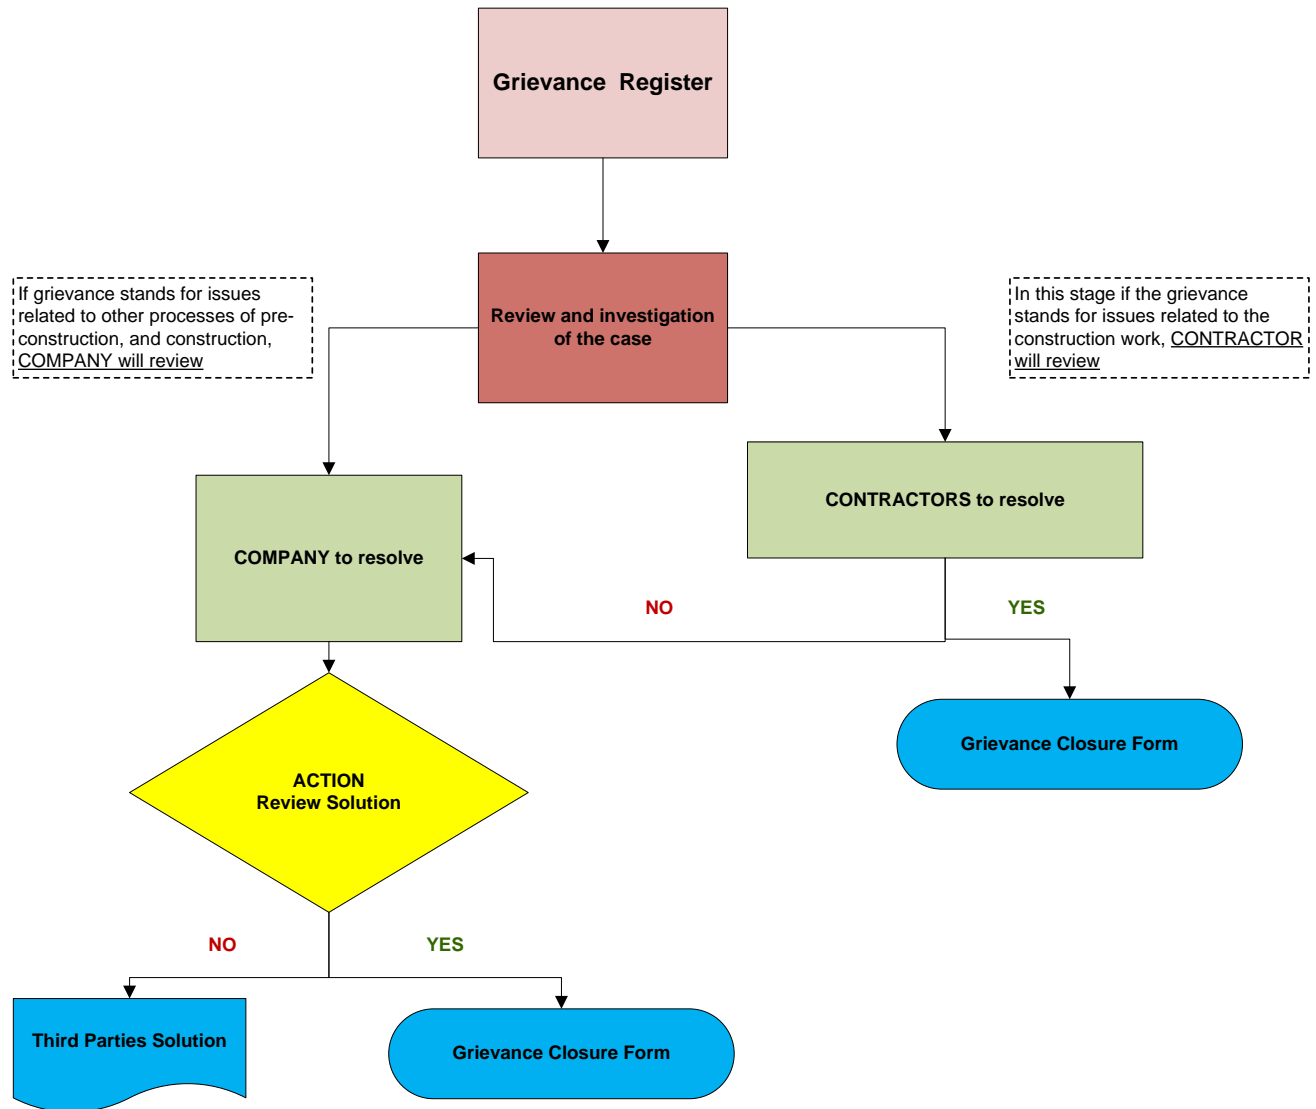 Grievance  Register
Review and investigation
of the case
If grievance stands for issues
related to other processes of pre-
construction, and construction,
COMPANY will review
In this stage if the grievance
stands for issues related to the
construction work, CONTRACTOR
will review
CONTRACTORS to resolve
COMPANY to resolve
NO
YES
Grievance Closure Form
ACTION
Review Solution
NO
YES
Third Parties Solution
Grievance Closure Form